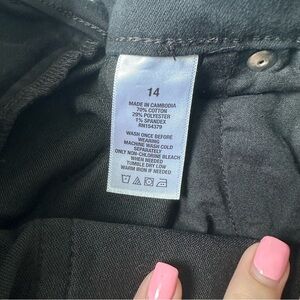 14
MADE IN CAMBODIA
70% COTTON
29% POLYESTER
1% SPANDEX
RN154379
WASH ONCE BEFORE
WEARING
MACHINE WASH COLD
SEPARATELY
ONLY NON-CHLORINE BLEACH
WHEN NEEDED
TUMBLE DRY LOW
WARM IRON IF NEEDED